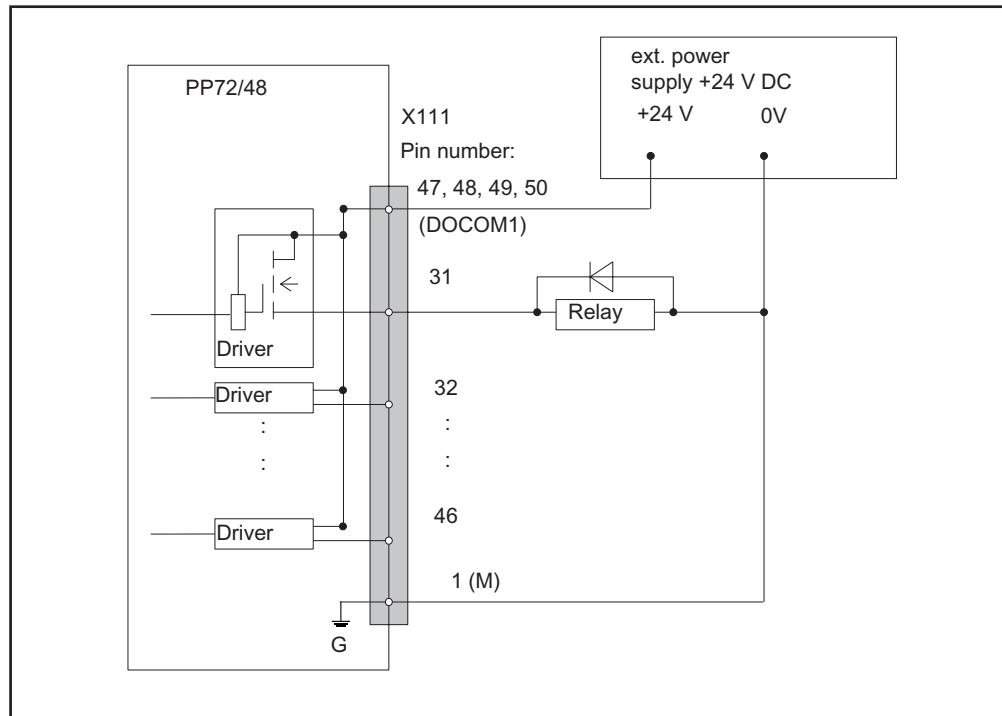 ext. power
supply +24 V DC
+24 V
0V
PP72/48
X111
Pin number:
47, 48, 49, 50
(DOCOM1)
31
Relay
Driver
32
Driver
:
:
:
:
46
Driver
1 (M)
G